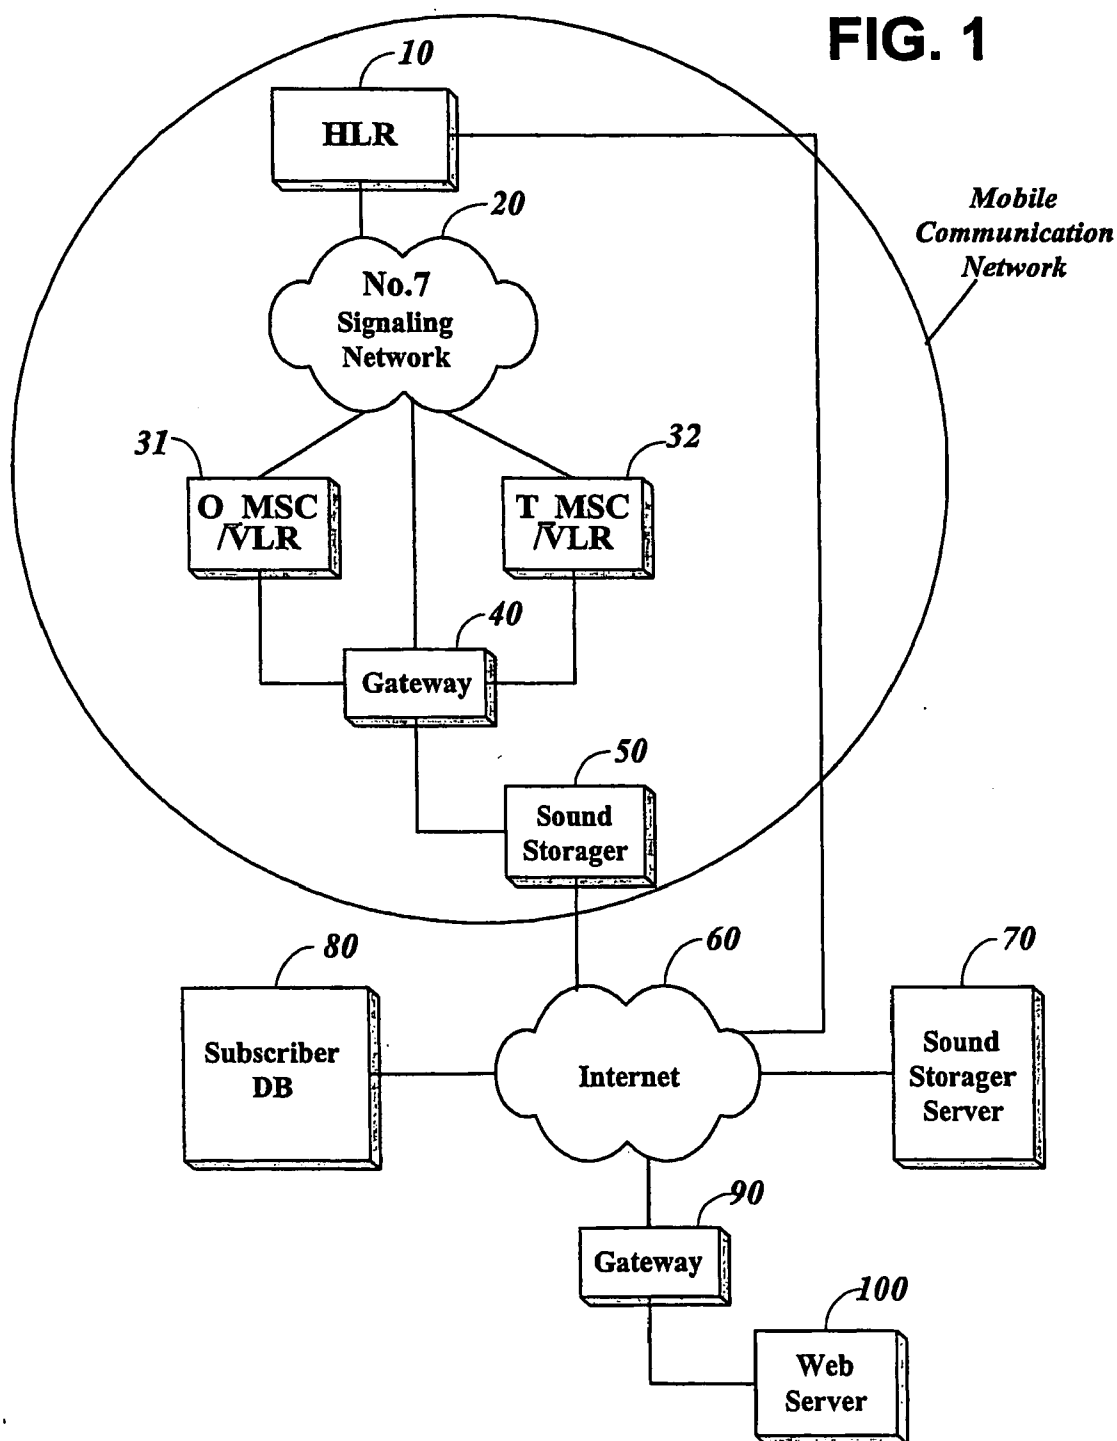 FIG. 1
10
HLR
Mobile
Communication
Network
20
No.7
Signaling
Network
31
O_MSC
/VLR
32
T_MSC
/VLR
40
Gateway
50
Sound
Storager
60
Internet
70
Sound
Storager
Server
80
Subscriber
DB
90
Gateway
100
Web
Server